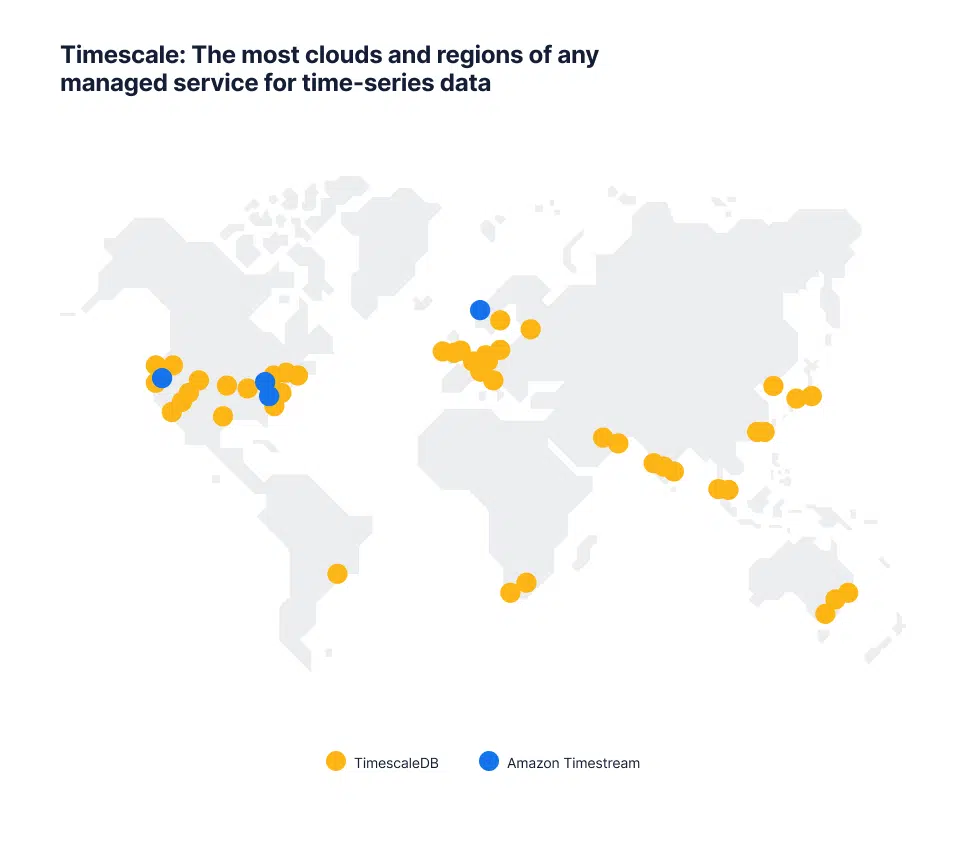 Timescale: The most clouds and regions of any
managed service for time-series data
TimescaleDB
Amazon Timestream